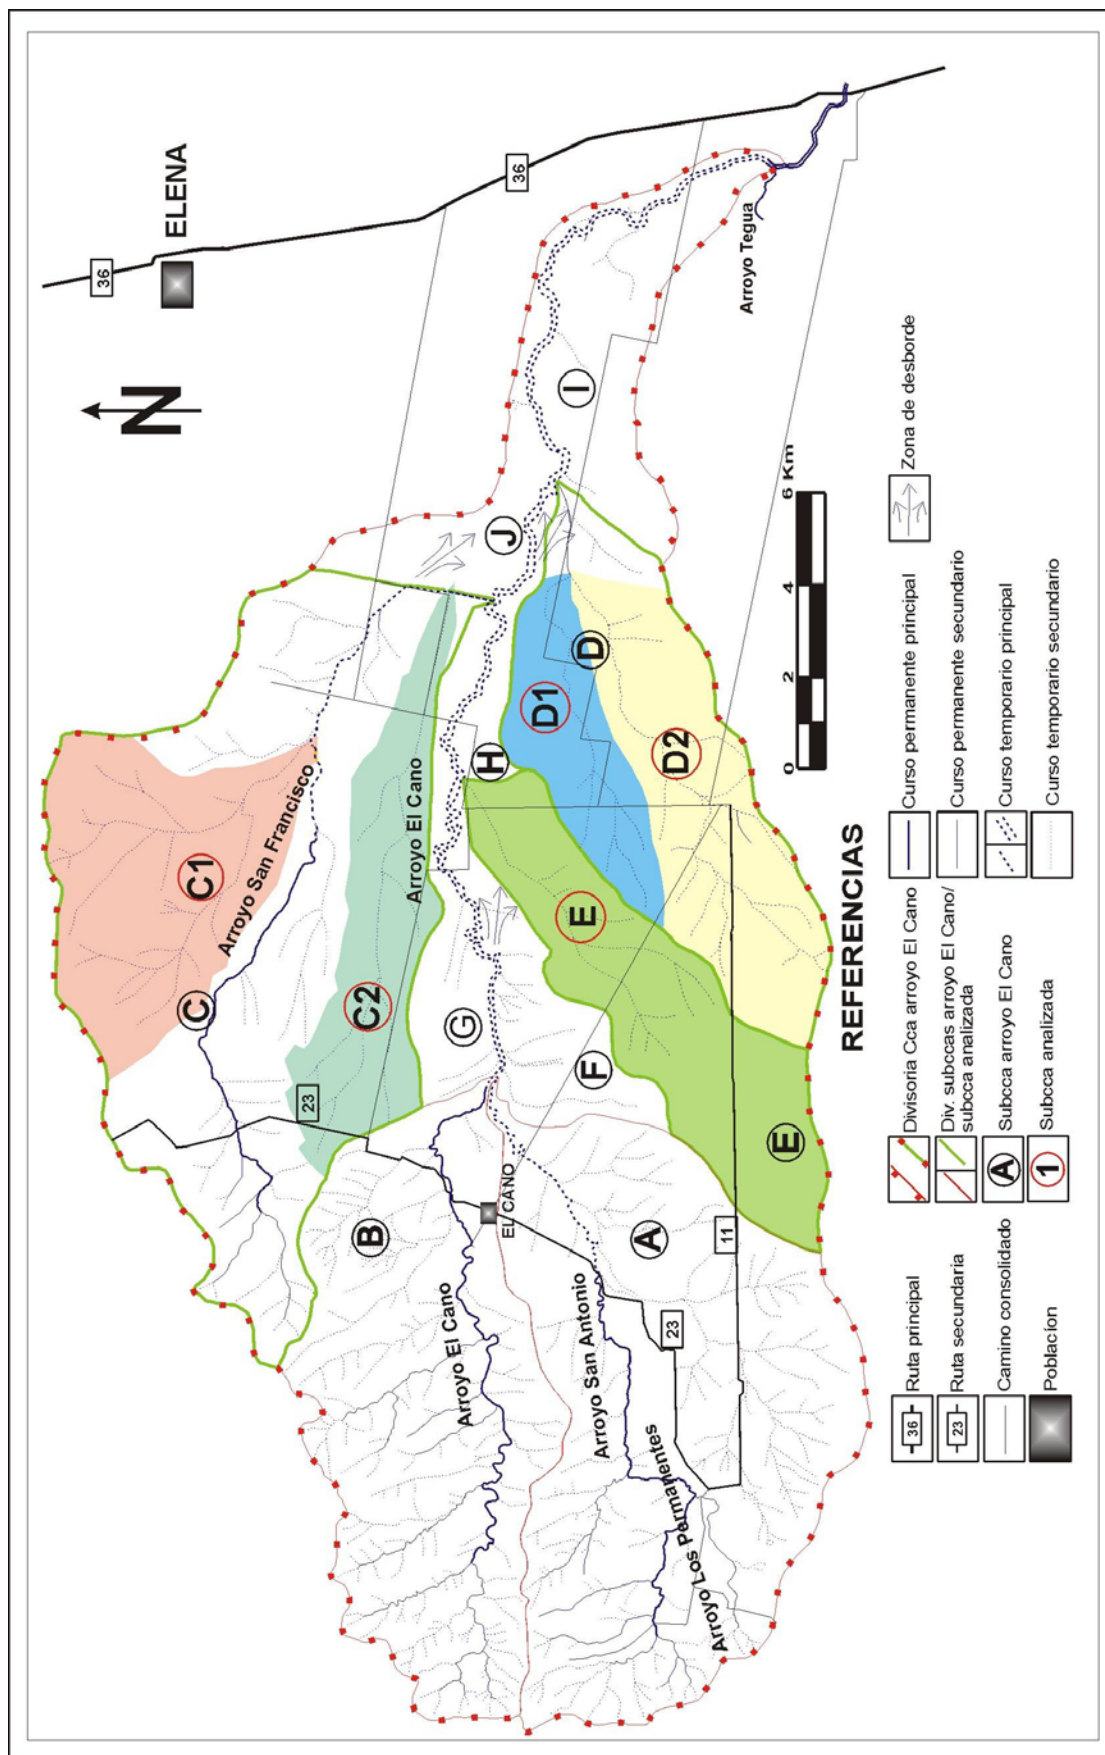 ELENA
36
N
36
Arroyo Tegua
I
J
C1
Arroyo San Francisco
C
C2
Arroyo El Cano
23
H
D1
D
D2
G
E
F
E
B
EL CANO
Arroyo El Cano
A
11
Arroyo San Antonio
23
Arroyo Los Permanentes
0
2
4
6 Km
REFERENCIAS
36
Ruta principal
23
Ruta secundaria
Camino consolidado
Poblacion
Divisoria Cca arroyo El Cano
Div. subccas arroyo El Cano/
subcca analizada
A
Subcca arroyo El Cano
1
Subcca analizada
Curso permanente principal
Curso permanente secundario
Curso temporario principal
Curso temporario secundario
Zona de desborde